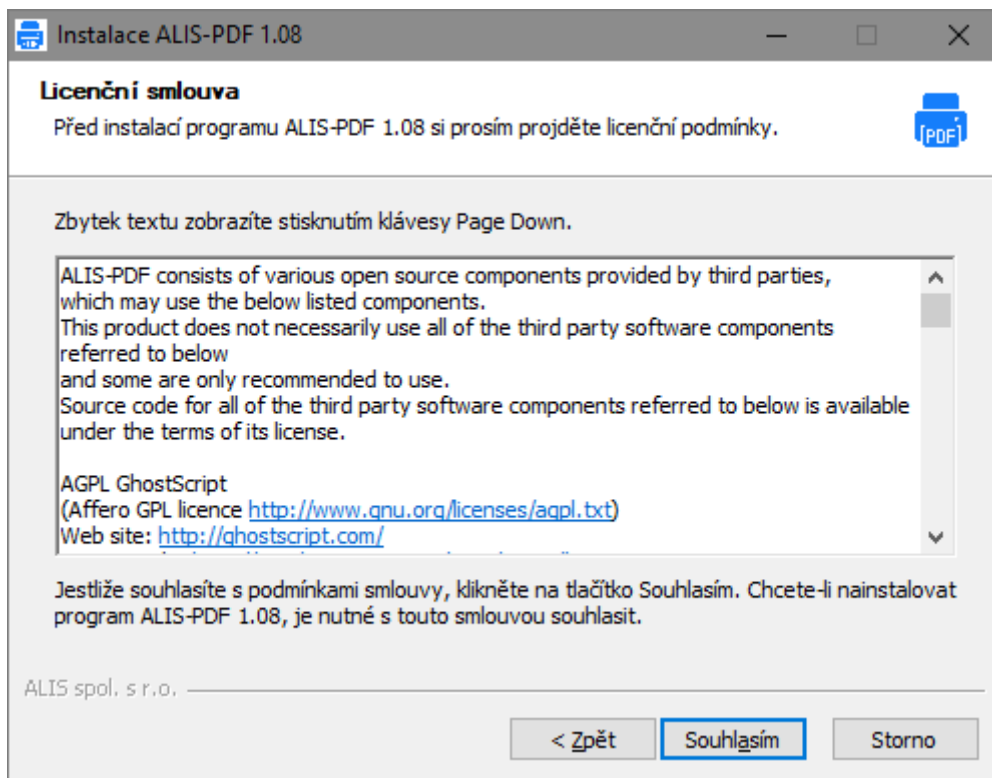 Instalace ALIS-PDF 1.08
Licenční smlouva
Před instalací programu ALIS-PDF 1.08 si prosím projděte licenční podmínky.
[PDF]
Zbytek textu zobrazíte stisknutím klávesy Page Down.
ALIS-PDF consists of various open source components provided by third parties,
which may use the below listed components.
This product does not necessarily use all of the third party software components
referred to below
and some are only recommended to use.
Source code for all of the third party software components referred to below is available
under the terms of its license.
AGPL GhostScript
(Affero GPL licence http://www.gnu.org/licenses/agpl.txt)
Web site: http://ghostscript.com/
Jestliže souhlasíte s podmínkami smlouvy, klikněte na tlačítko Souhlasím. Chcete-li nainstalovat
program ALIS-PDF 1.08, je nutné s touto smlouvou souhlasit.
ALIS spol. s r.o.
< Zpět
Souhlasím
Storno